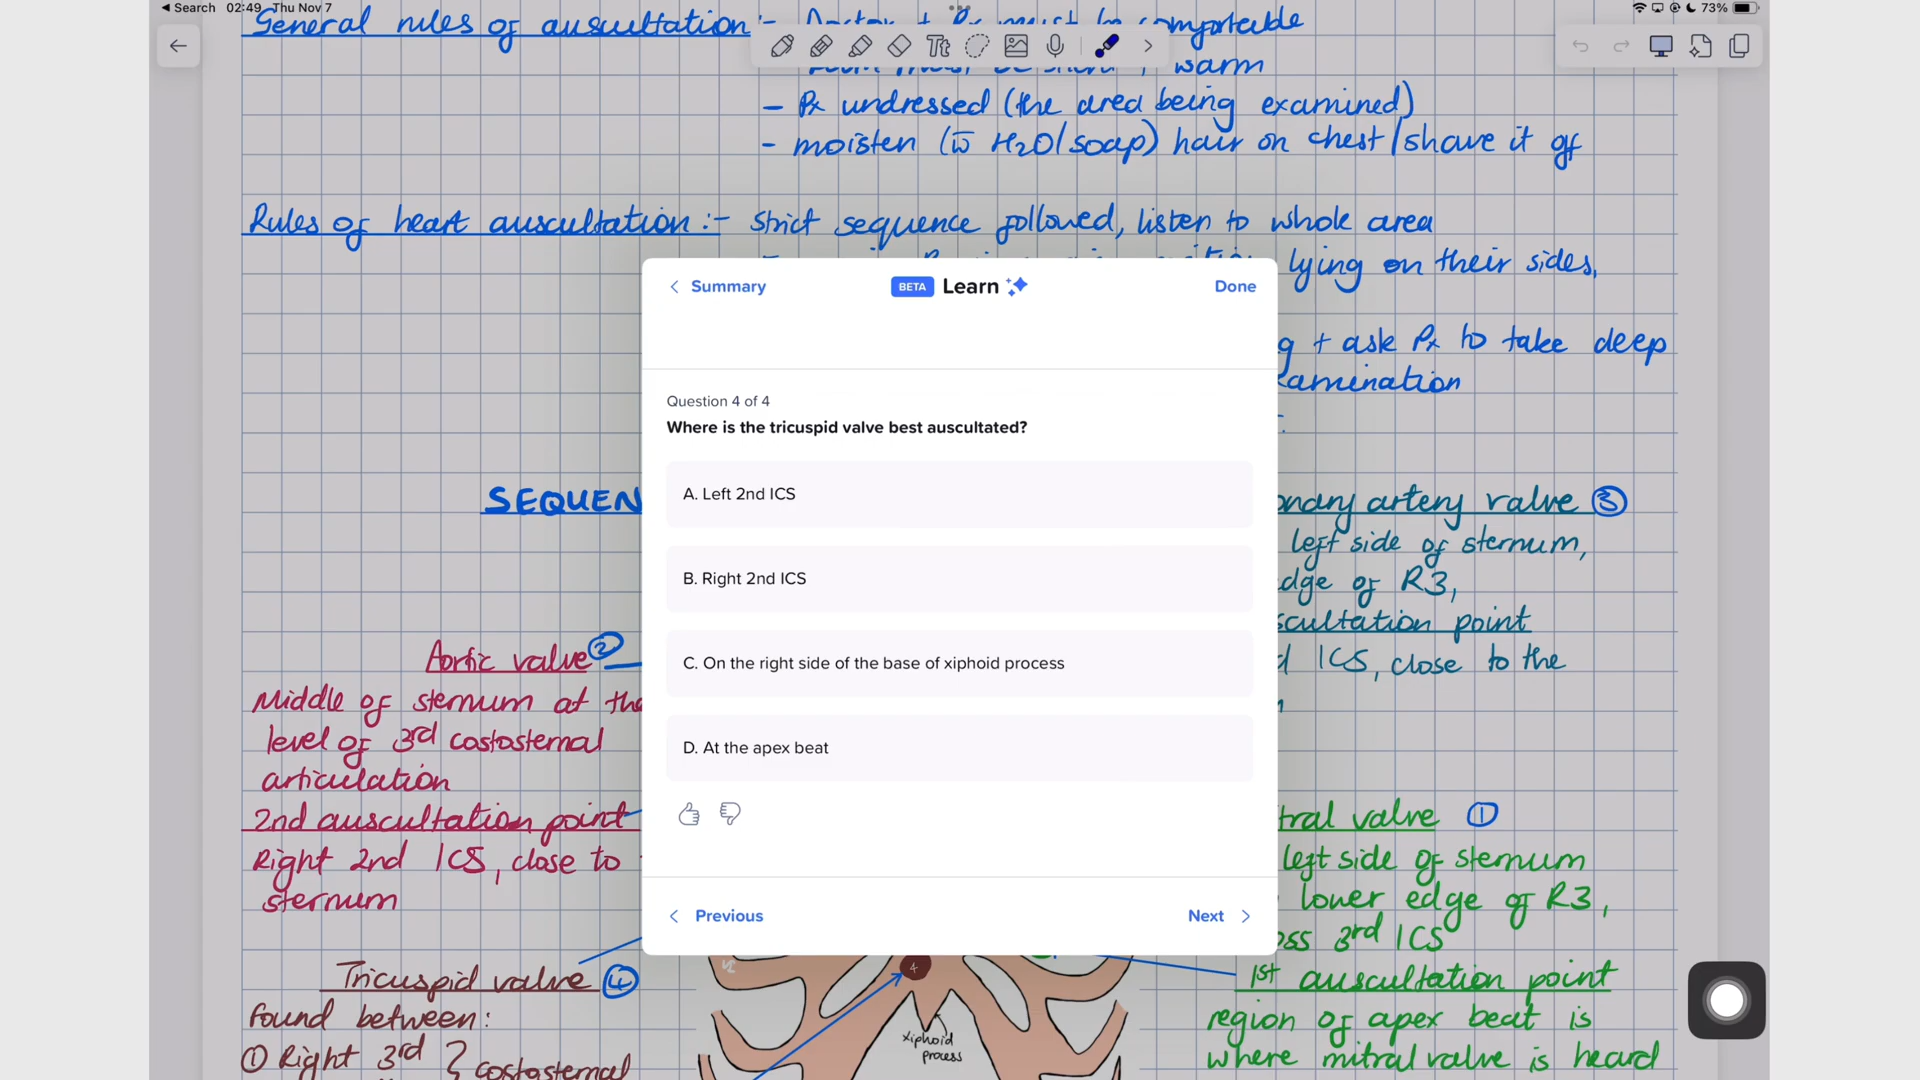 Search 02:49 Thu Nov 7
73%
General rules of auscultation :- Doctor + Px must be comfortable
warm
- Px undressed (the area being examined)
- moisten (w̄ H2O/soap) hair on chest/shave it off
Rules of heart auscultation :- Strict sequence followed, listen to whole area
lying on their sides,
g + ask Px to take deep
amination
Summary
BETA Learn
Done
Question 4 of 4
Where is the tricuspid valve best auscultated?
A. Left 2nd ICS
B. Right 2nd ICS
C. On the right side of the base of xiphoid process
D. At the apex beat
Previous
Next
SEQUEN
Aortic valve 2
Middle of sternum at the
level of 3rd costosternal
articulation
2nd auscultation point
Right 2nd ICS, close to
sternum
Tricuspid valve 4
Found between:
① Right 3rd } costosternal
onary artery valve 3
left side of sternum,
dge of R3,
scultation point
ICS, close to the
tral valve 1
left side of sternum
lower edge of R3,
oss 3rd ICS
1st auscultation point
region of apex beat is
where mitral valve is heard
4
xiphoid
process
Tt